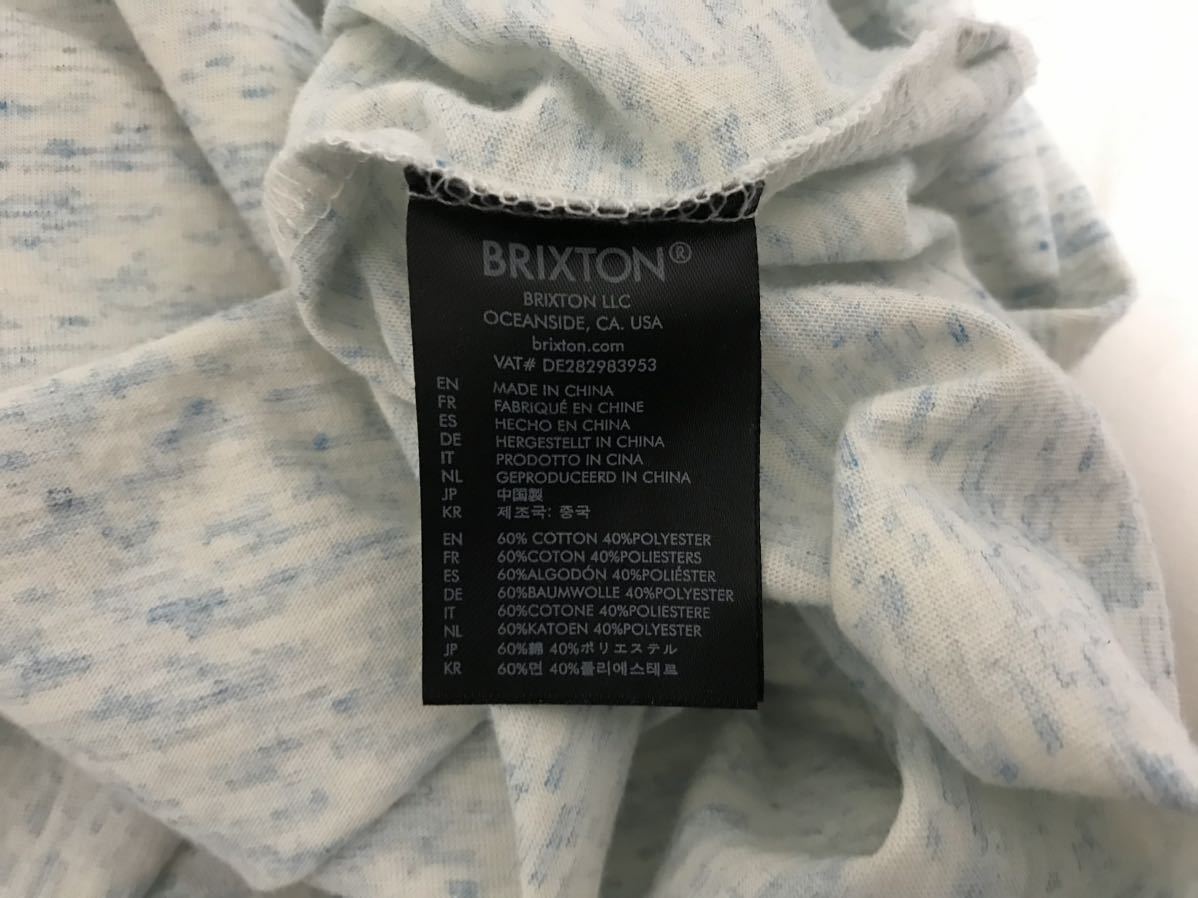 BRIXTON®
BRIXTON LLC
OCEANSIDE, CA. USA
brixton.com
VAT# DE282983953
EN MADE IN CHINA
FR FABRIQUÉ EN CHINE
ES HECHO EN CHINA
DE HERGESTELLT IN CHINA
IT PRODOTTO IN CINA
NL GEPRODUCEERD IN CHINA
JP 中国製
KR 제조국: 중국
EN 60% COTTON 40%POLYESTER
FR 60%COTON 40%POLIESTERS
ES 60%ALGODÓN 40%POLIÉSTER
DE 60%BAUMWOLLE 40%POLYESTER
IT 60%COTONE 40%POLIESTERE
NL 60%KATOEN 40%POLYESTER
JP 60%綿 40%ポリエステル
KR 60%면 40%폴리에스테르